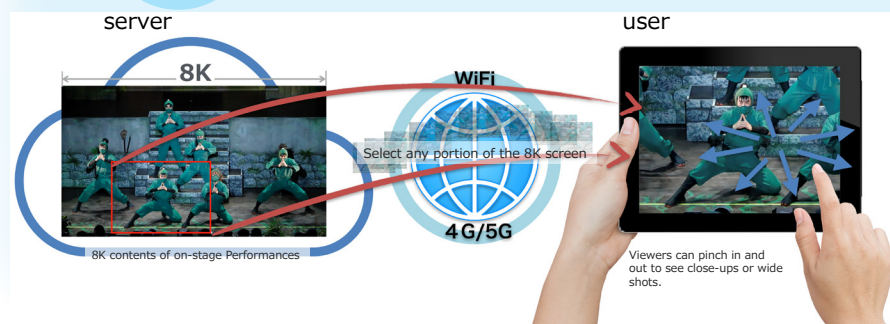 server
user
8K
WiFi
Select any portion of the 8K screen
4G/5G
8K contents of on-stage Performances
Viewers can pinch in and
out to see close-ups or wide
shots.